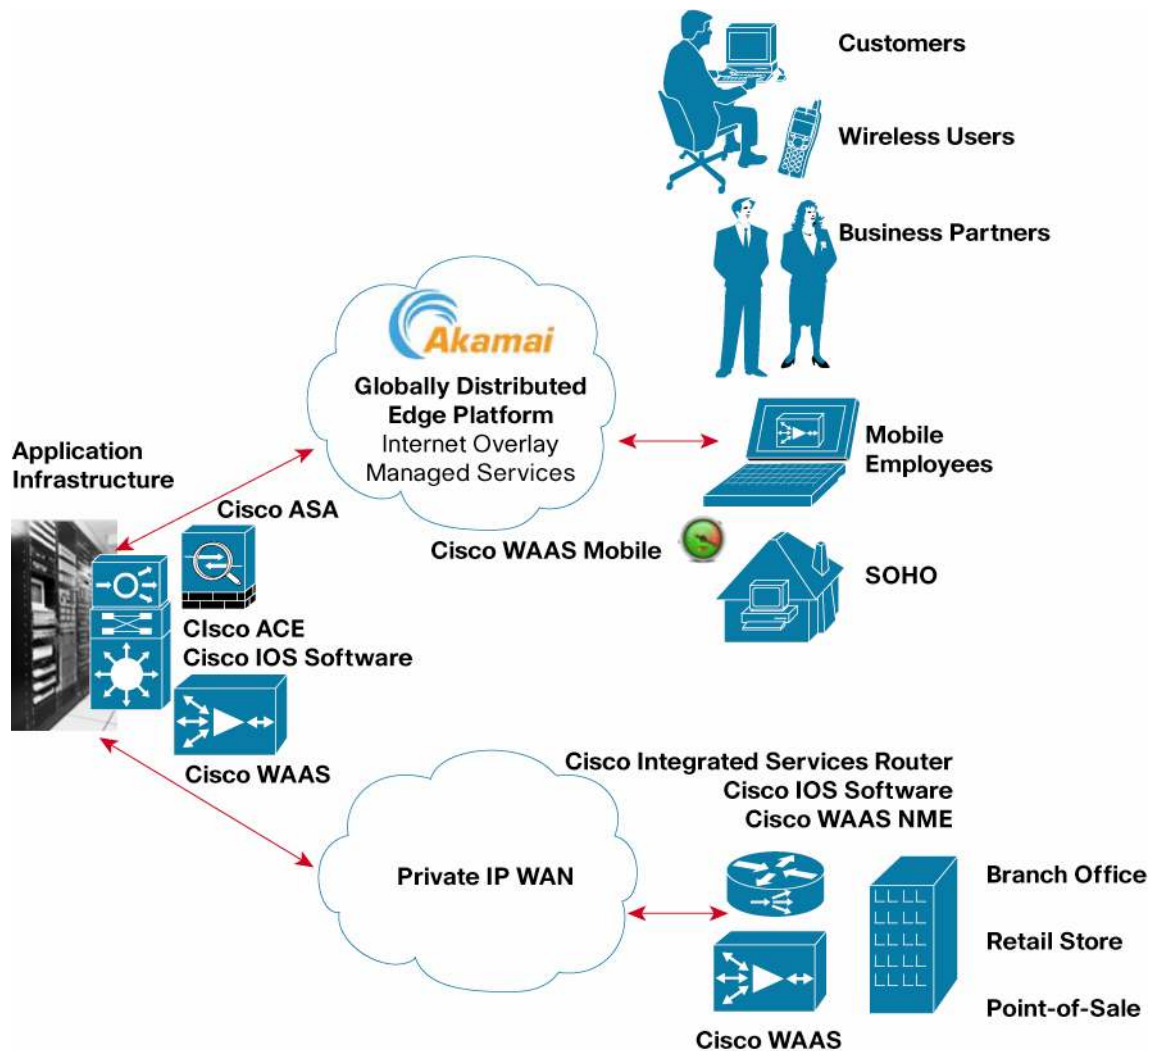 Customers
Wireless Users
Business Partners
Akamai
Globally Distributed
Edge Platform
Internet Overlay
Managed Services
Mobile
Employees
Application
Infrastructure
Cisco ASA
Cisco WAAS Mobile
SOHO
CIsco ACE
Cisco IOS Software
Cisco WAAS
Cisco Integrated Services Router
Cisco IOS Software
Cisco WAAS NME
Private IP WAN
Branch Office
Retail Store
Point-of-Sale
Cisco WAAS